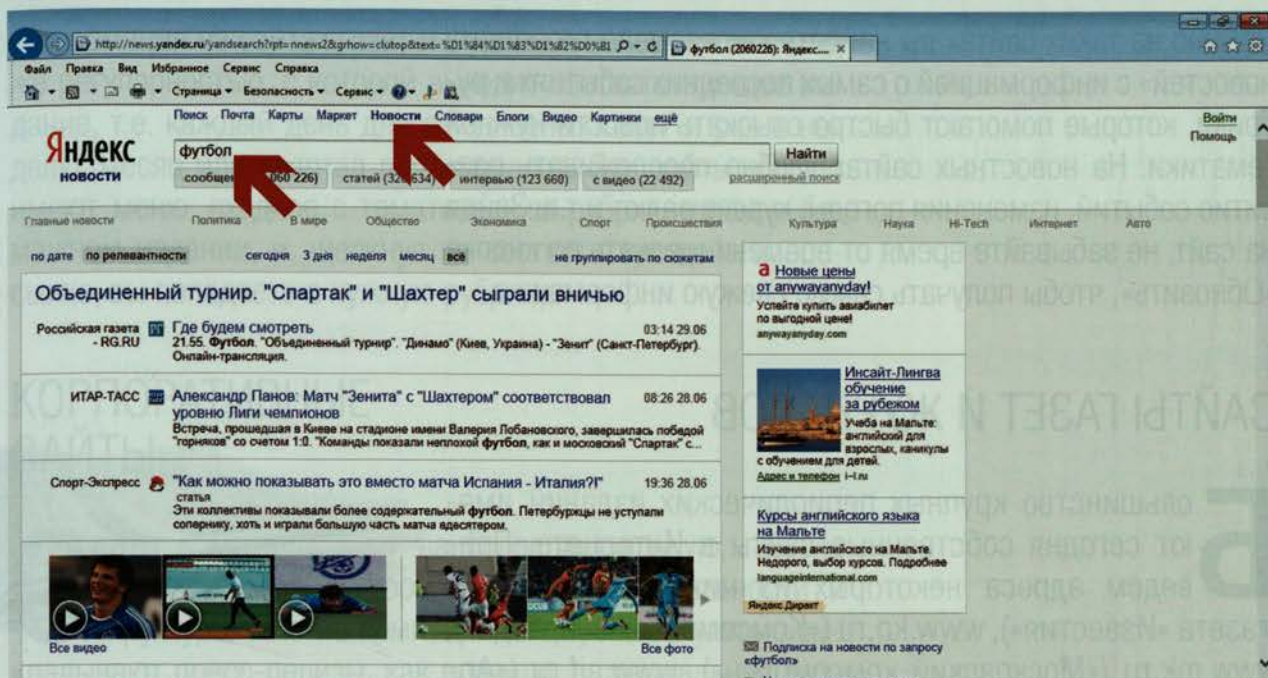 http://news.yandex.ru/yandsearch?rpt=nnews2&grhow=clutop&text=%D1%84%D1%83%D1%82%D0%B1
футбол (2060226): Яндекс....
Файл Правка Вид Избранное Сервис Справка
Страница Безопасность Сервис
Поиск Почта Карты Маркет Новости Словари Блоги Видео Картинки ещё
Войти
Помощь
Яндекс
новости
футбол
Найти
статей интервью (123 660) с видео (22 492)
расширенный поиск
Главные новости Политика В мире Общество Экономика Спорт Происшествия Культура Наука Hi-Tech Интернет Авто
по дате по релевантности сегодня 3 дня неделя месяц всё не группировать по сюжетам
Объединенный турнир. "Спартак" и "Шахтер" сыграли вничью
Российская газета
- RG.RU
Где будем смотреть 03:14 29.06
21.55. Футбол. "Объединенный турнир". "Динамо" (Киев, Украина) - "Зенит" (Санкт-Петербург).
Онлайн-трансляция.
ИТАР-ТАСС
Александр Панов: Матч "Зенита" с "Шахтером" соответствовал 08:26 28.06
уровню Лиги чемпионов
Встреча, прошедшая в Киеве на стадионе имени Валерия Лобановского, завершилась победой
"горняков" со счетом 1:0. "Команды показали неплохой футбол, как и московский "Спартак" с...
Спорт-Экспресс
"Как можно показывать это вместо матча Испания - Италия?!" 19:36 28.06
статья
Эти коллективы показывали более содержательный футбол. Петербуржцы не уступали
сопернику, хоть и играли большую часть матча вдесятером.
Все видео
Все фото
а Новые цены
от anywayanyday!
Успейте купить авиабилет
по выгодной цене!
anywayanyday.com
Инсайт-Лингва
обучение
за рубежом
Учеба на Мальте:
английский для
взрослых, каникулы
с обучением для детей.
Адрес и телефон i-l.ru
Курсы английского языка
на Мальте
Изучение английского на Мальте
Недорого, выбор курсов. Подробнее
languageinternational.com
Яндекс.Директ
Подписка на новости по запросу
«футбол»